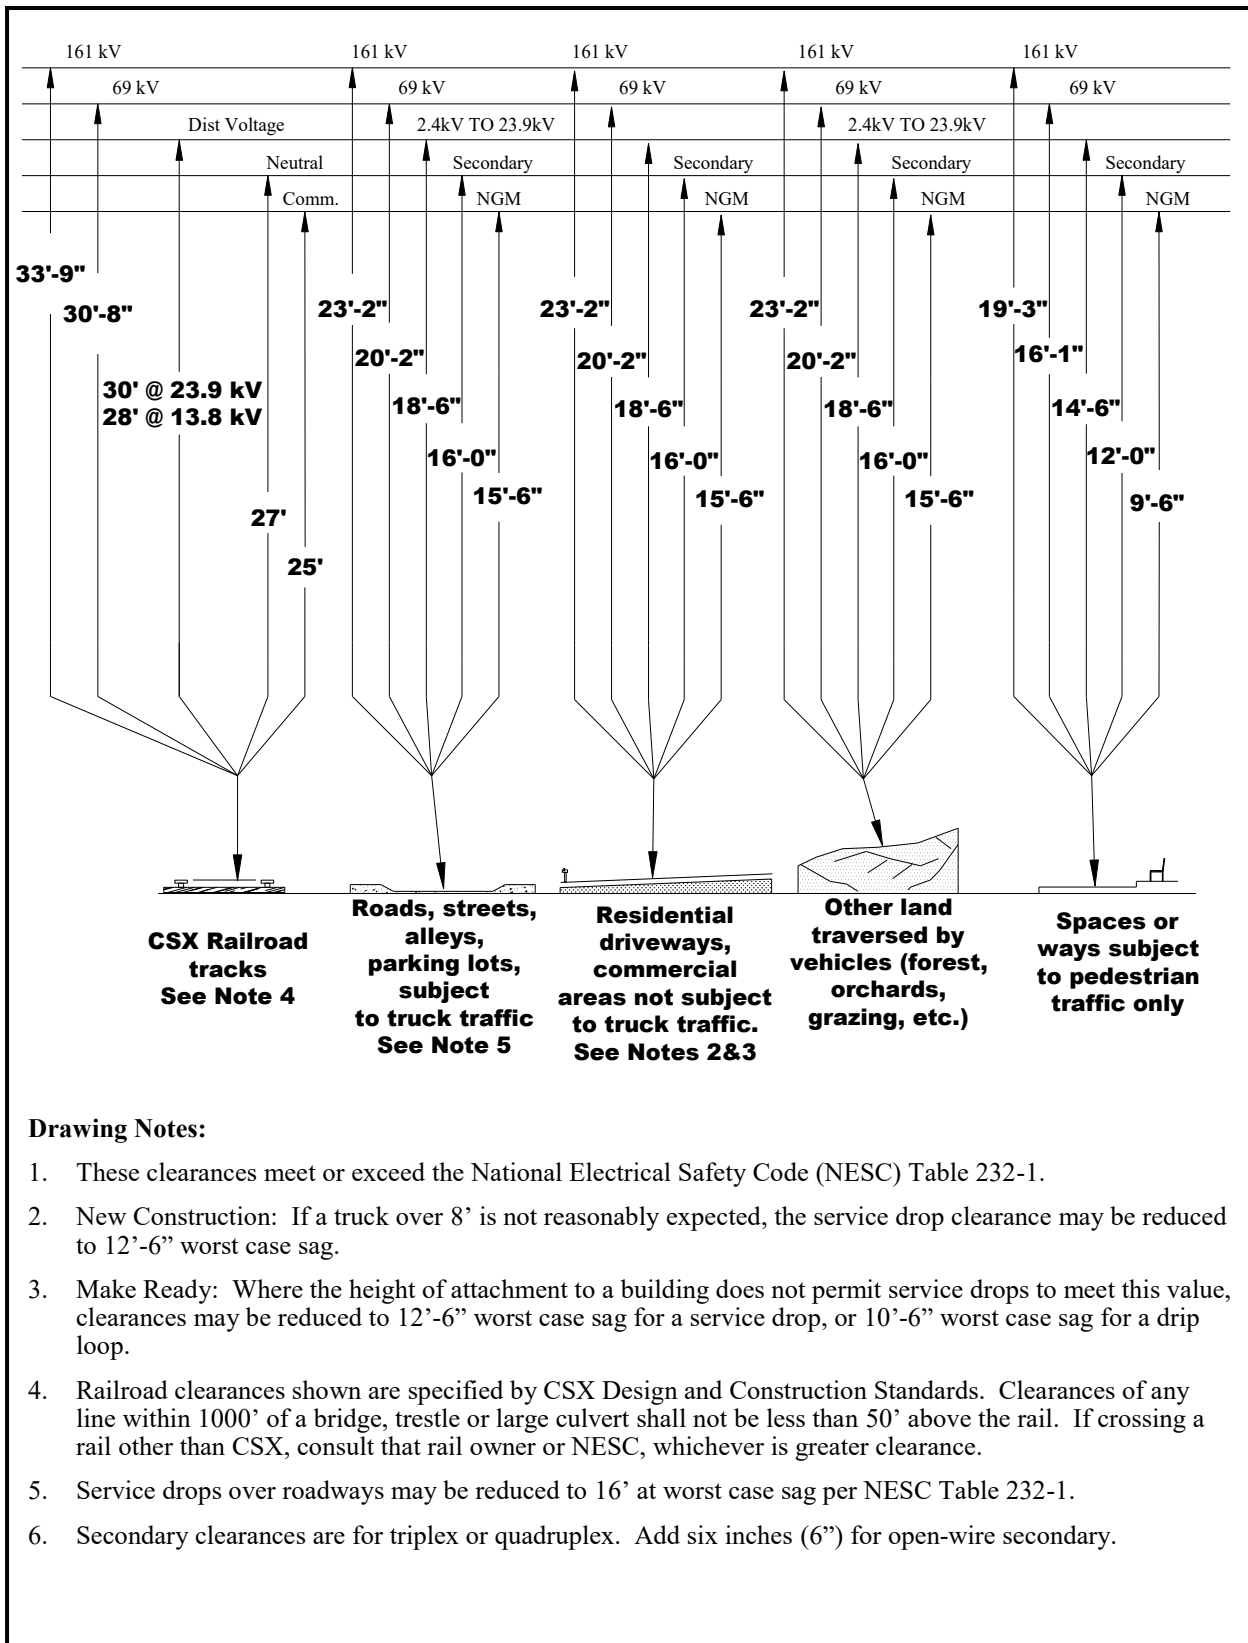 161 kV 161 kV 161 kV 161 kV 161 kV
69 kV 69 kV 69 kV 69 kV 69 kV
Dist Voltage 2.4kV TO 23.9kV 2.4kV TO 23.9kV
Neutral Secondary Secondary Secondary Secondary
Comm. NGM NGM NGM NGM
33'-9"
30'-8"
30' @ 23.9 kV
28' @ 13.8 kV
27'
25'
23'-2"
20'-2"
18'-6"
16'-0"
15'-6"
23'-2"
20'-2"
18'-6"
16'-0"
15'-6"
23'-2"
20'-2"
18'-6"
16'-0"
15'-6"
19'-3"
16'-1"
14'-6"
12'-0"
9'-6"
CSX Railroad
tracks
See Note 4
Roads, streets,
alleys,
parking lots,
subject
to truck traffic
See Note 5
Residential
driveways,
commercial
areas not subject
to truck traffic.
See Notes 2&3
Other land
traversed by
vehicles (forest,
orchards,
grazing, etc.)
Spaces or
ways subject
to pedestrian
traffic only
Drawing Notes:
1. These clearances meet or exceed the National Electrical Safety Code (NESC) Table 232-1.
2. New Construction: If a truck over 8’ is not reasonably expected, the service drop clearance may be reduced
to 12’-6” worst case sag.
3. Make Ready: Where the height of attachment to a building does not permit service drops to meet this value,
clearances may be reduced to 12’-6” worst case sag for a service drop, or 10’-6” worst case sag for a drip
loop.
4. Railroad clearances shown are specified by CSX Design and Construction Standards. Clearances of any
line within 1000’ of a bridge, trestle or large culvert shall not be less than 50’ above the rail. If crossing a
rail other than CSX, consult that rail owner or NESC, whichever is greater clearance.
5. Service drops over roadways may be reduced to 16’ at worst case sag per NESC Table 232-1.
6. Secondary clearances are for triplex or quadruplex. Add six inches (6”) for open-wire secondary.